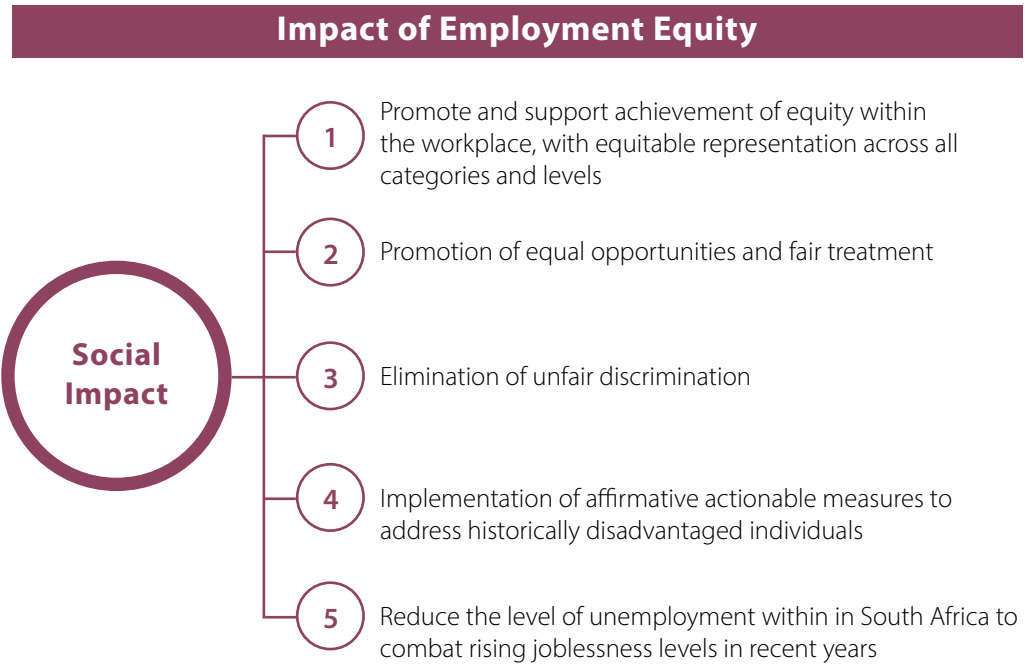 Impact of Employment Equity
1
Promote and support achievement of equity within
the workplace, with equitable representation across all
categories and levels
2
Promotion of equal opportunities and fair treatment
Social
Impact
3
Elimination of unfair discrimination
4
Implementation of affirmative actionable measures to
address historically disadvantaged individuals
5
Reduce the level of unemployment within in South Africa to
combat rising joblessness levels in recent years